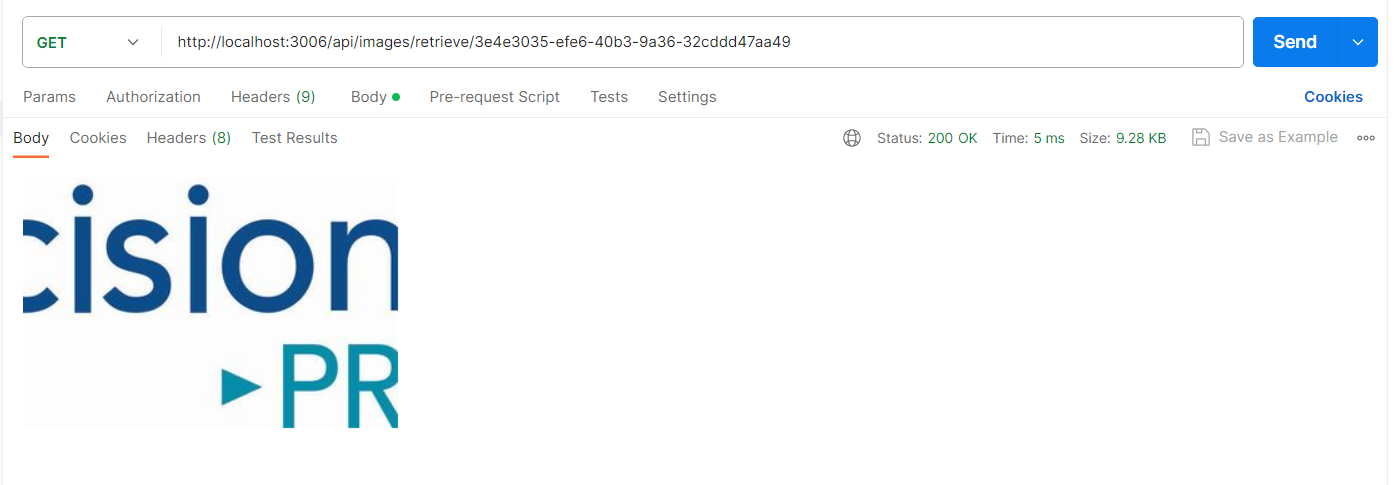 GET http://localhost:3006/api/images/retrieve/3e4e3035-efe6-40b3-9a36-32cddd47aa49 Send
Params Authorization Headers (9) Body Pre-request Script Tests Settings Cookies
Body Cookies Headers (8) Test Results Status: 200 OK Time: 5 ms Size: 9.28 KB Save as Example
cision
PR